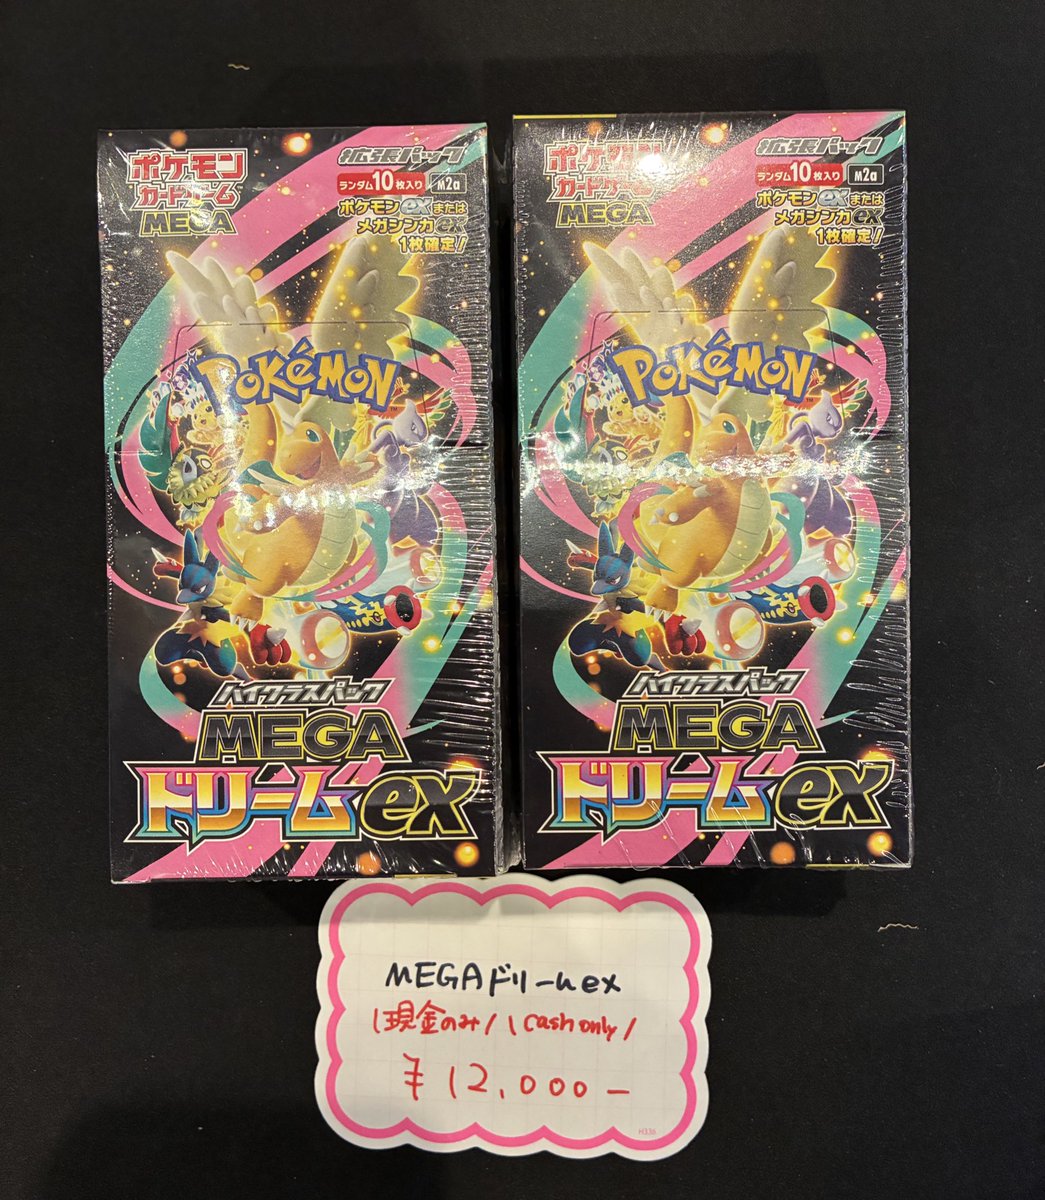 ポケモン
カードゲーム
MEGA
拡張パック
ランダム10枚入り M2a
ポケモンexまたは
メガシンカex
1枚確定!
POKÉMON
TM
ハイクラスパック
MEGA
ドリームex
ポケモン
カードゲーム
MEGA
拡張パック
ランダム10枚入り M2a
ポケモンexまたは
メガシンカex
1枚確定!
POKÉMON
TM
ハイクラスパック
MEGA
ドリームex
MEGAドリームex
\現金のみ/ \cash only/
¥12,000-
H336